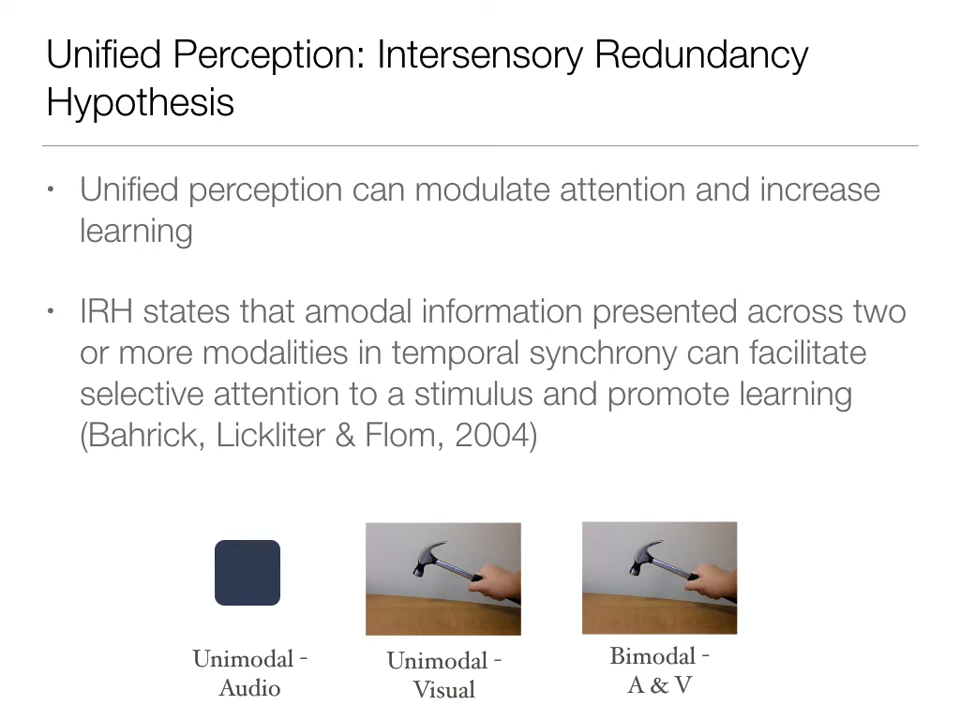 Unified Perception: Intersensory Redundancy
Hypothesis
• Unified perception can modulate attention and increase
learning
• IRH states that amodal information presented across two
or more modalities in temporal synchrony can facilitate
selective attention to a stimulus and promote learning
(Bahrick, Lickliter & Flom, 2004)
Unimodal -
Audio
Unimodal -
Visual
Bimodal -
A & V